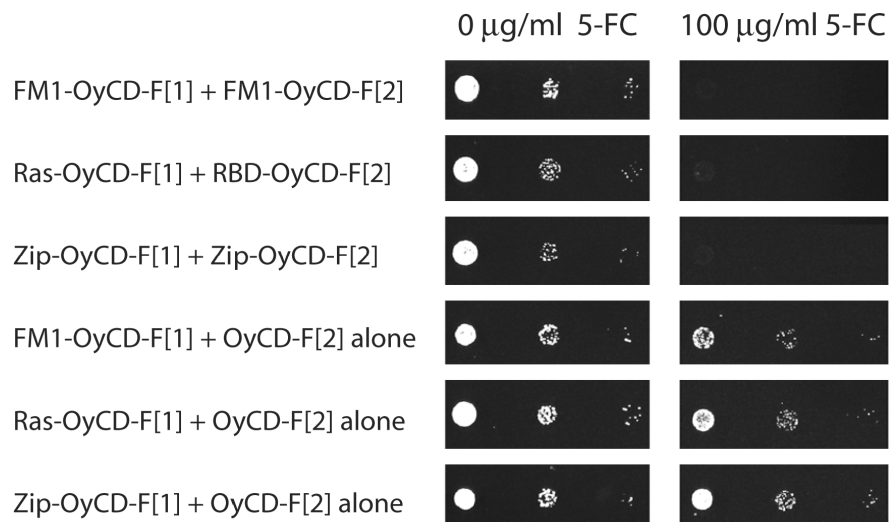 0 μg/ml 5-FC 100 μg/ml 5-FC
FM1-OyCD-F[1] + FM1-OyCD-F[2]
Ras-OyCD-F[1] + RBD-OyCD-F[2]
Zip-OyCD-F[1] + Zip-OyCD-F[2]
FM1-OyCD-F[1] + OyCD-F[2] alone
Ras-OyCD-F[1] + OyCD-F[2] alone
Zip-OyCD-F[1] + OyCD-F[2] alone